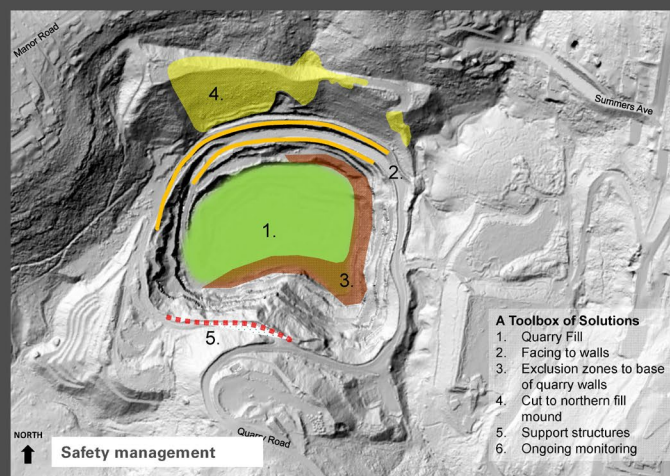 Manor Road
4.
Summers Ave
2.
1.
3.
5.
A Toolbox of Solutions
1. Quarry Fill
2. Facing to walls
3. Exclusion zones to base
of quarry walls
4. Cut to northern fill
mound
5. Support structures
6. Ongoing monitoring
Quarry Road
NORTH
Safety management